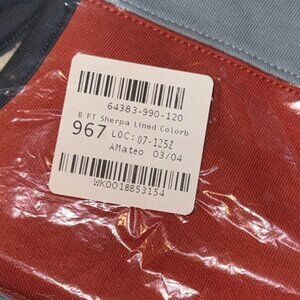 64383-990-120
B FT Sherpa Lined Colorb
967 LOC:07-125Z
AMateo 03/04
WK0018853154